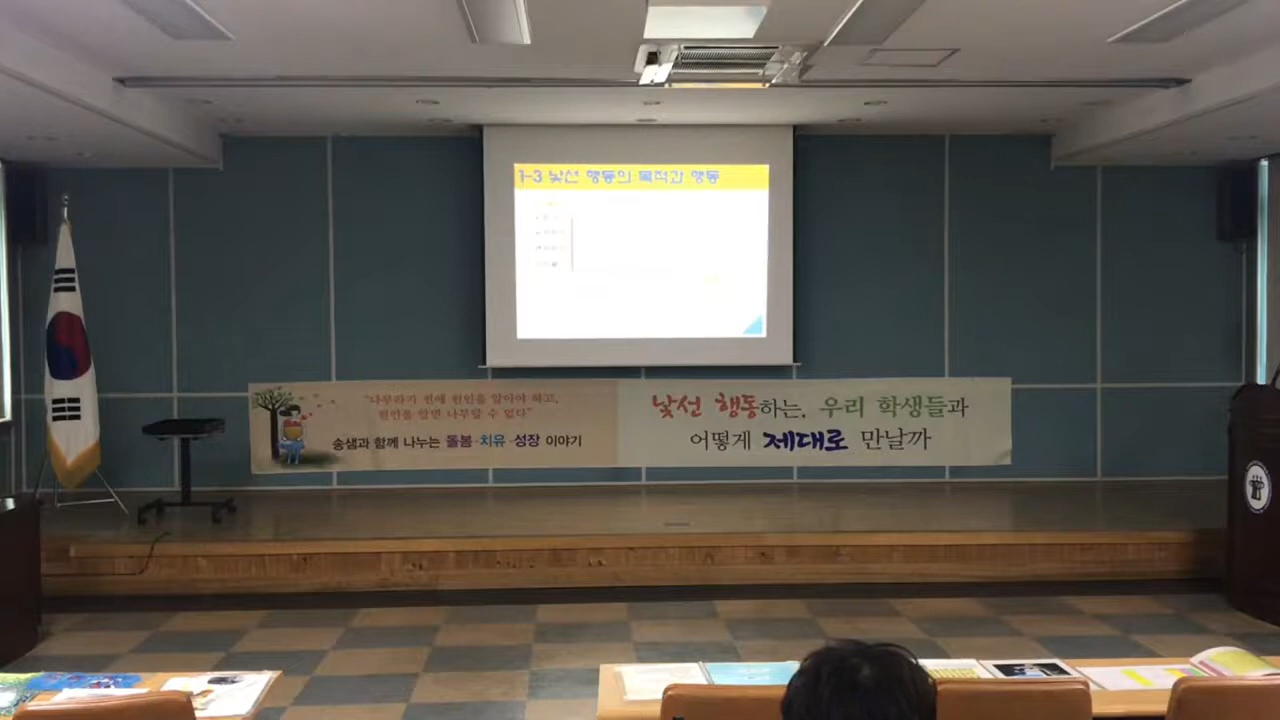 1-3 낯선 행동의 목적과 행동
"나무라기 전에 원인을 알아야 하고,
원인을 알면 나무랄 수 없다"
송샘과 함께 나누는 돌봄·치유·성장 이야기
낯선 행동하는, 우리 학생들과
어떻게 제대로 만날까